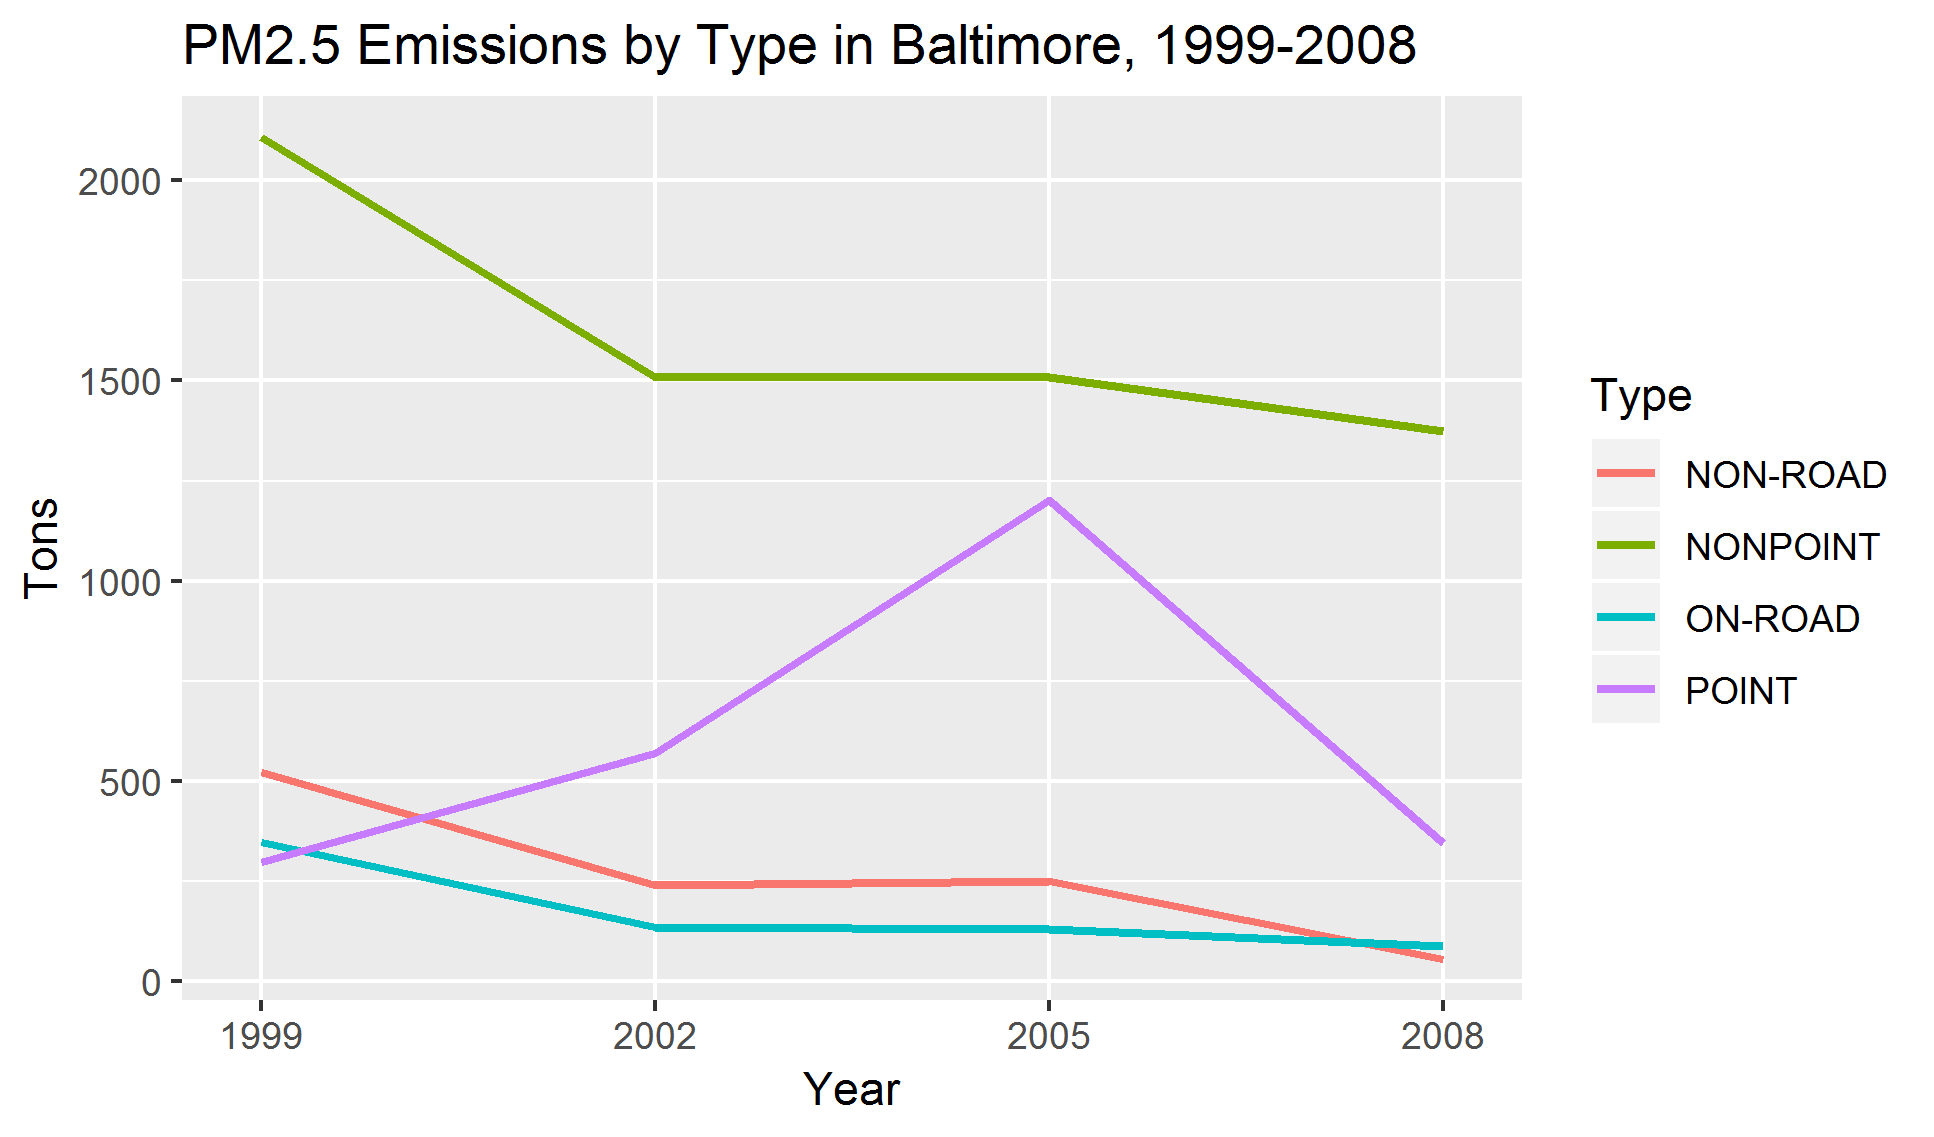 PM2.5 Emissions by Type in Baltimore, 1999-2008
Tons
2000
1500
1000
500
0
1999 2002 2005 2008
Year
Type
NON-ROAD
NONPOINT
ON-ROAD
POINT